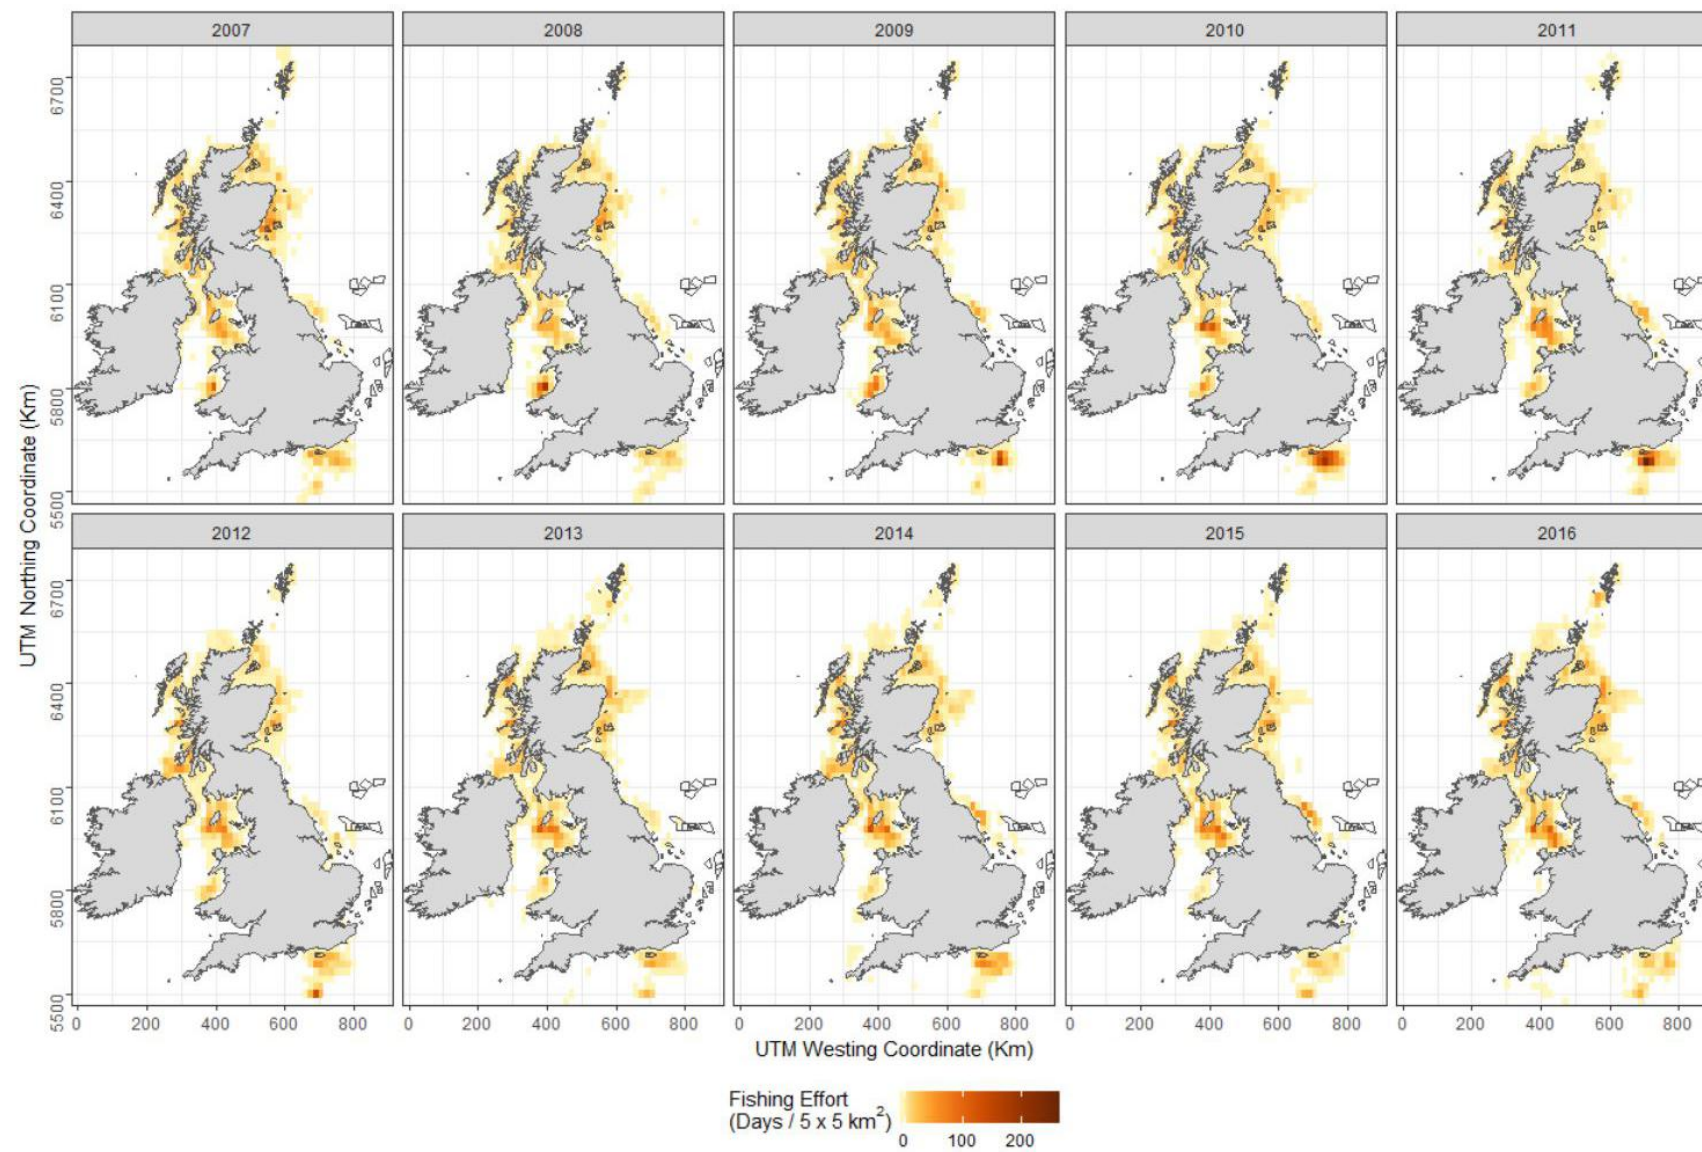 2007 2008 2009 2010 2011
6700
6400
6100
5800
5500
2012 2013 2014 2015 2016
6700
6400
6100
5800
5500
UTM Northing Coordinate (Km)
0 200 400 600 800 0 200 400 600 800 0 200 400 600 800 0 200 400 600 800 0 200 400 600 800
UTM Westing Coordinate (Km)
Fishing Effort
(Days / 5 x 5 km²)
0 100 200